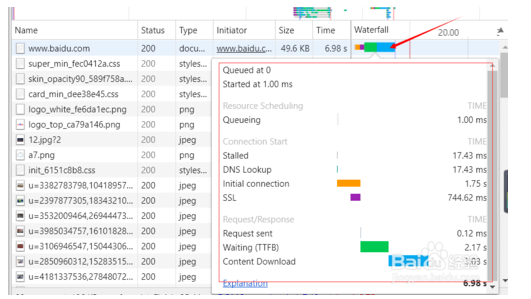 Name Status Type Initiator Size Time Waterfall 20.00
www.baidu.com 200 docu... www.baidu.c... 49.6 KB 6.98 s
super_min_fec0412a.css 200 styles...
skin_opacity90_589f758a.... 200 styles...
card_min_dee38e45.css 200 styles...
logo_white_fe6da1ec.png 200 png
logo_top_ca79a146.png 200 png
12.jpg?2 200 jpeg
a7.png 200 png
init_6151c8b8.css 200 styles...
u=3382783798,10418957... 200 jpeg
u=2397877305,18343210... 200 jpeg
u=3532009464,26944473... 200 jpeg
u=3985034757,16101828... 200 jpeg
u=3106946547,15044306... 200 jpeg
u=2850960312,15283515... 200 jpeg
u=4181337536,27848072... 200 jpeg
Queued at 0
Started at 1.00 ms
Resource Scheduling TIME
Queueing 1.00 ms
Connection Start TIME
Stalled 17.43 ms
DNS Lookup 17.43 ms
Initial connection 1.75 s
SSL 744.62 ms
Request/Response TIME
Request sent 0.12 ms
Waiting (TTFB) 2.17 s
Content Download
Explanation 6.98 s
Baidu 经验